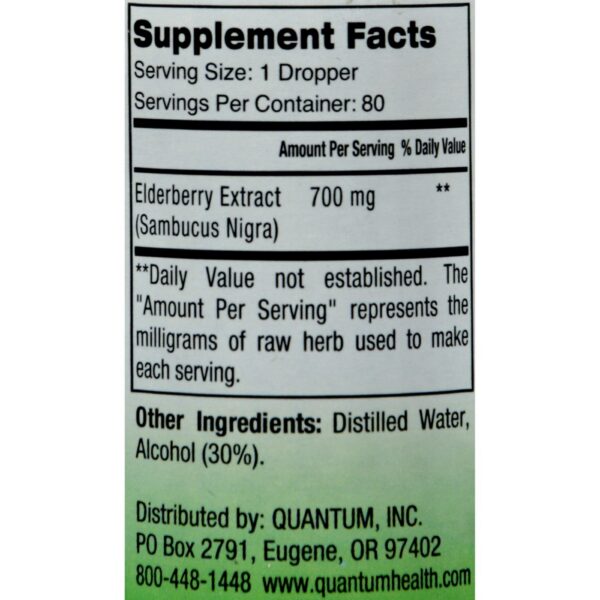 Supplement Facts
Serving Size: 1 Dropper
Servings Per Container: 80
Amount Per Serving % Daily Value
Elderberry Extract 700 mg **
(Sambucus Nigra)
**Daily Value not established. The
"Amount Per Serving" represents the
milligrams of raw herb used to make
each serving.
Other Ingredients: Distilled Water,
Alcohol (30%).
Distributed by: QUANTUM, INC.
PO Box 2791, Eugene, OR 97402
800-448-1448 www.quantumhealth.com